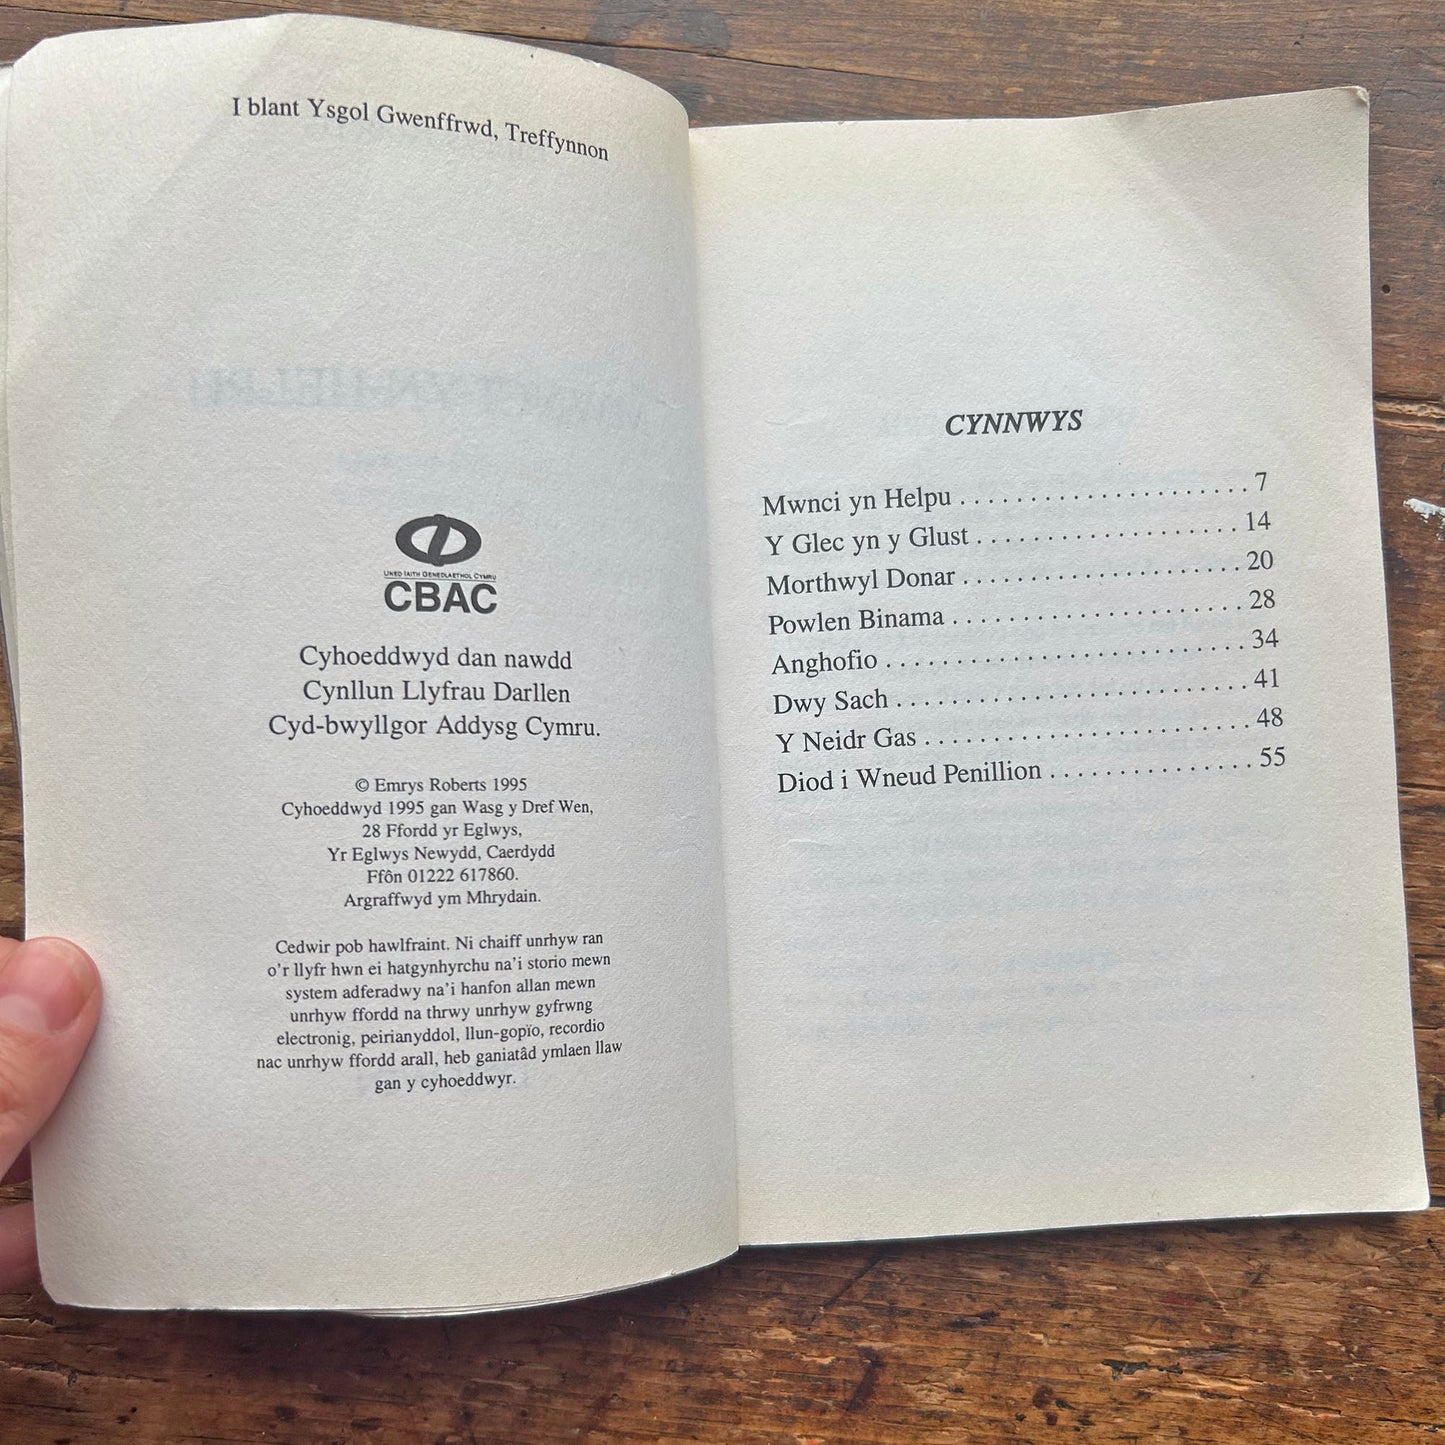 I blant Ysgol Gwenffrwd, Treffynnon
UNED IAITH GENEDLAETHOL CYMRU
CBAC
Cyhoeddwyd dan nawdd
Cynllun Llyfrau Darllen
Cyd-bwyllgor Addysg Cymru.
© Emrys Roberts 1995
Cyhoeddwyd 1995 gan Wasg y Dref Wen,
28 Ffordd yr Eglwys,
Yr Eglwys Newydd, Caerdydd
Ffôn 01222 617860.
Argraffwyd ym Mhrydain.
Cedwir pob hawlfraint. Ni chaiff unrhyw ran
o'r llyfr hwn ei hatgynhyrchu na'i storio mewn
system adferadwy na'i hanfon allan mewn
unrhyw ffordd na thrwy unrhyw gyfrwng
electronig, peirianyddol, llun-gopïo, recordio
nac unrhyw ffordd arall, heb ganiatâd ymlaen llaw
gan y cyhoeddwyr.
CYNNWYS
Mwnci yn Helpu . . . . . . . . . . . . . . . . . . . . . 7
Y Glec yn y Glust . . . . . . . . . . . . . . . . . . . 14
Morthwyl Donar . . . . . . . . . . . . . . . . . . . . 20
Powlen Binama . . . . . . . . . . . . . . . . . . . . . 28
Anghofio . . . . . . . . . . . . . . . . . . . . . . . . . . 34
Dwy Sach . . . . . . . . . . . . . . . . . . . . . . . . . 41
Y Neidr Gas . . . . . . . . . . . . . . . . . . . . . . . 48
Diod i Wneud Penillion . . . . . . . . . . . . . . . 55